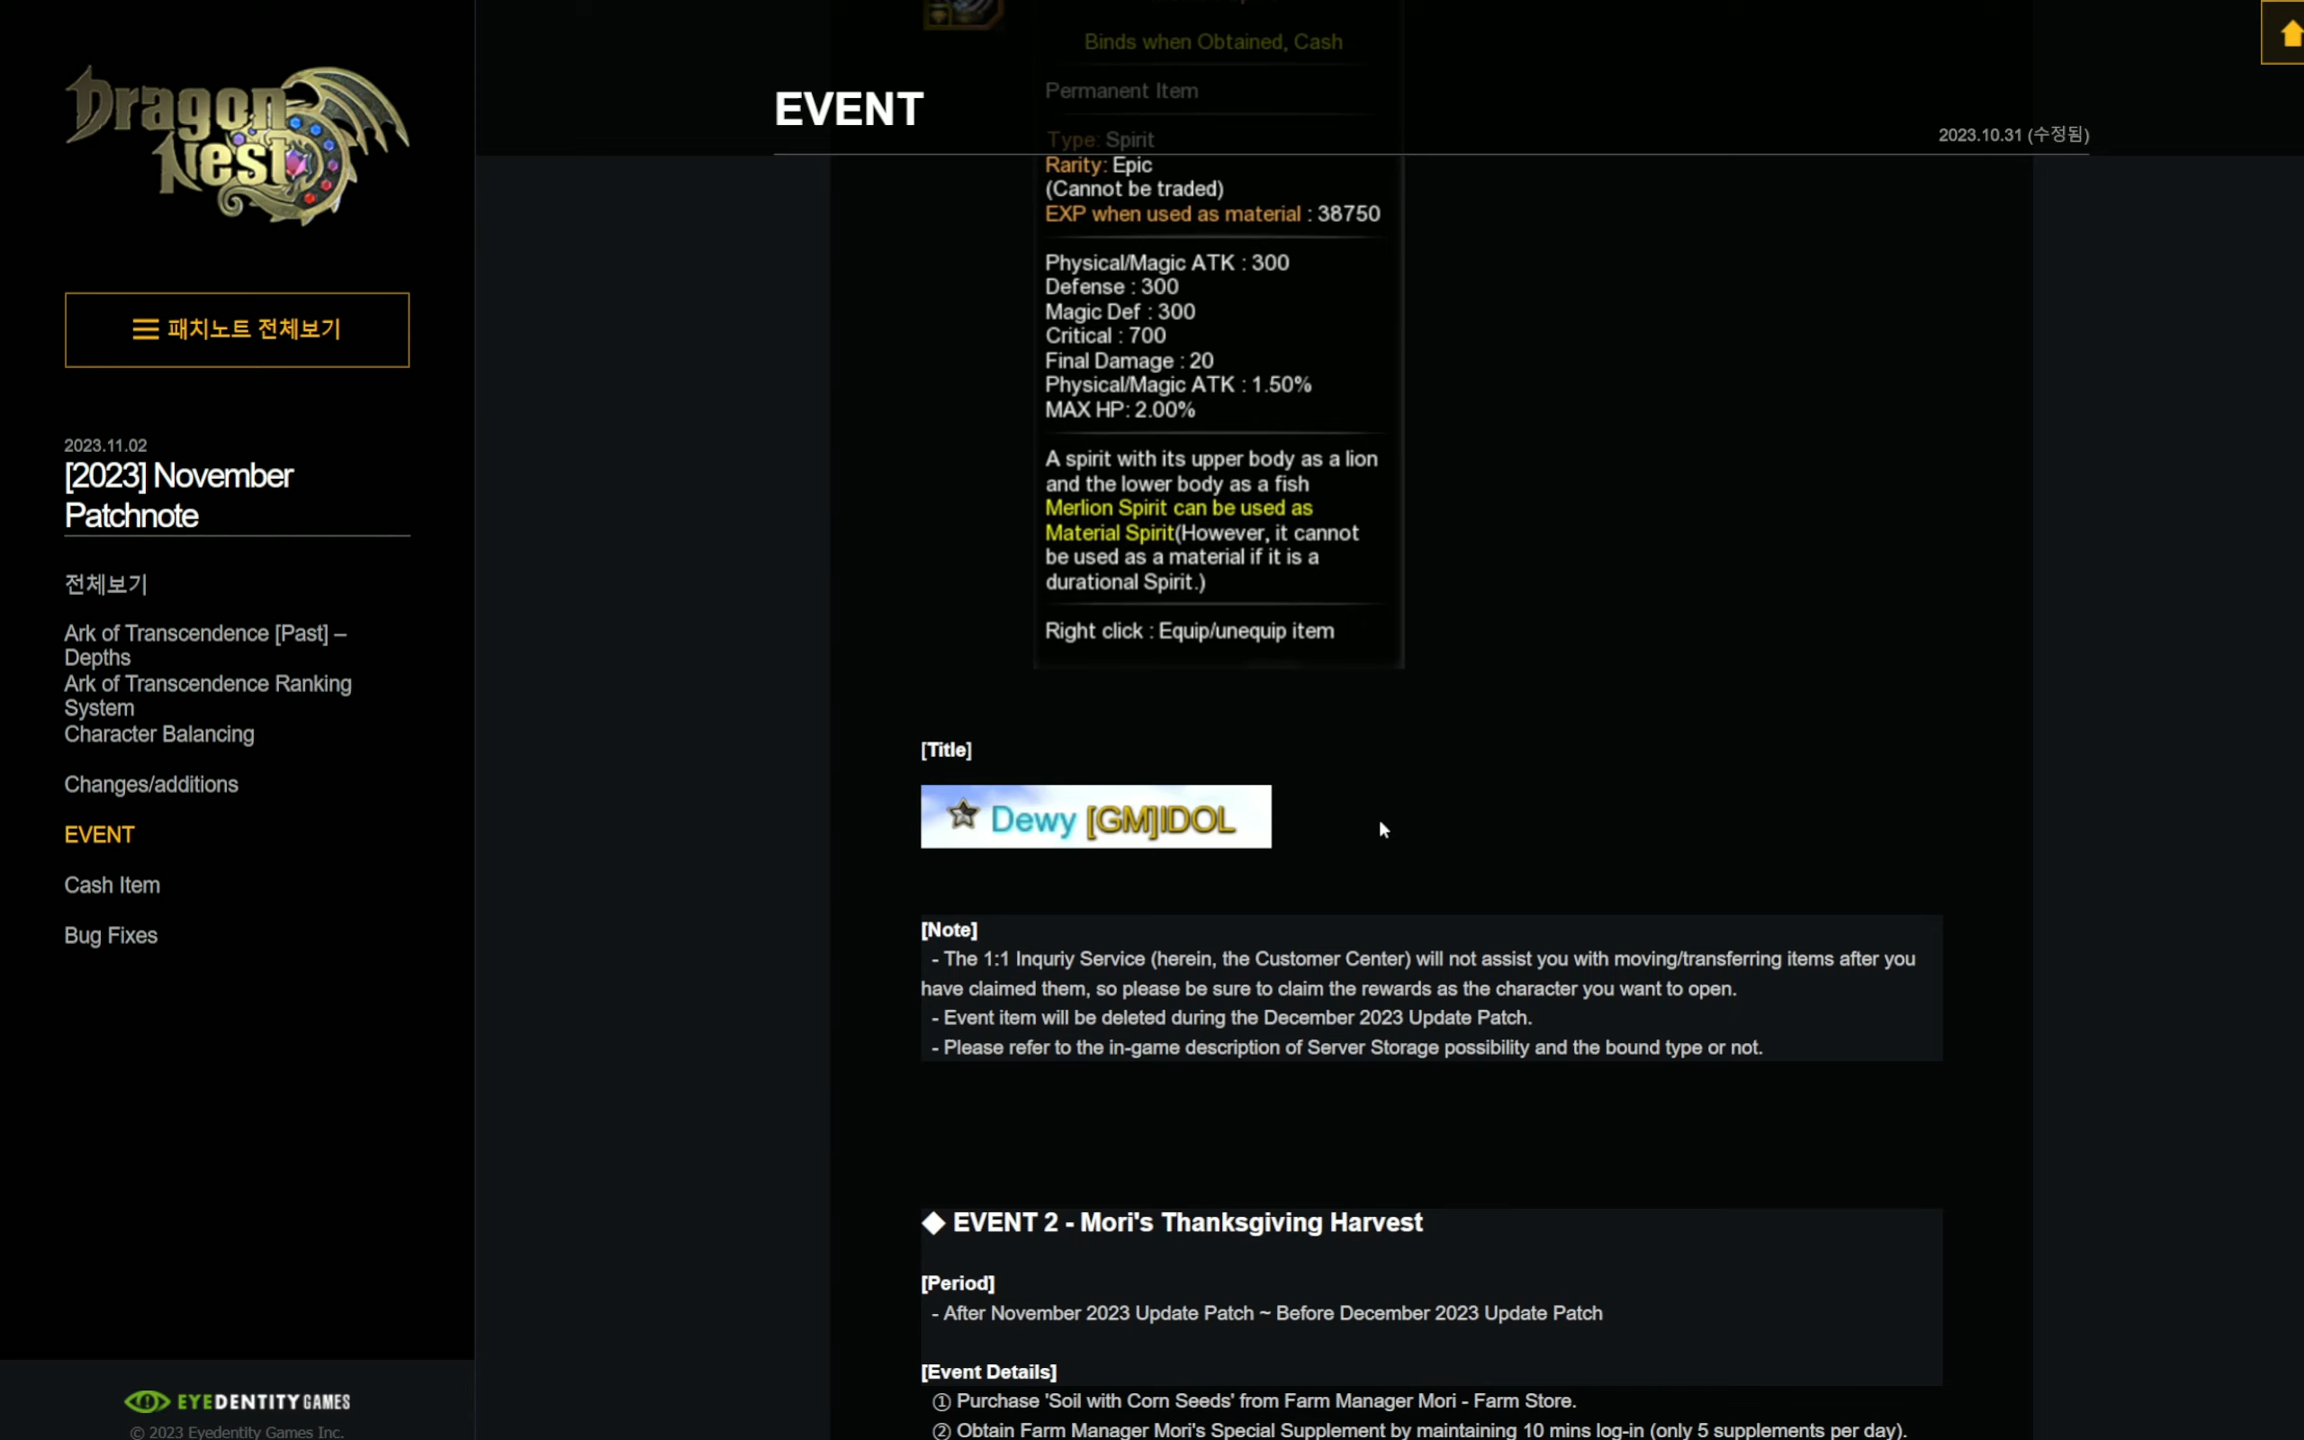 Dragon
Nest
패치노트 전체보기
2023.11.02
[2023] November
Patchnote
전체보기
Ark of Transcendence [Past] –
Depths
Ark of Transcendence Ranking
System
Character Balancing
Changes/additions
EVENT
Cash Item
Bug Fixes
EYEDENTITY GAMES
© 2023 Eyedentity Games Inc.
EVENT
2023.10.31 (수정됨)
Binds when Obtained, Cash
Permanent Item
Type: Spirit
Rarity: Epic
(Cannot be traded)
EXP when used as material : 38750
Physical/Magic ATK : 300
Defense : 300
Magic Def : 300
Critical : 700
Final Damage : 20
Physical/Magic ATK : 1.50%
MAX HP: 2.00%
A spirit with its upper body as a lion
and the lower body as a fish
Merlion Spirit can be used as
Material Spirit(However, it cannot
be used as a material if it is a
durational Spirit.)
Right click : Equip/unequip item
[Title]
Dewy [GM]IDOL
[Note]
- The 1:1 Inquriy Service (herein, the Customer Center) will not assist you with moving/transferring items after you
have claimed them, so please be sure to claim the rewards as the character you want to open.
- Event item will be deleted during the December 2023 Update Patch.
- Please refer to the in-game description of Server Storage possibility and the bound type or not.
◆ EVENT 2 - Mori's Thanksgiving Harvest
[Period]
- After November 2023 Update Patch ~ Before December 2023 Update Patch
[Event Details]
① Purchase 'Soil with Corn Seeds' from Farm Manager Mori - Farm Store.
② Obtain Farm Manager Mori's Special Supplement by maintaining 10 mins log-in (only 5 supplements per day).